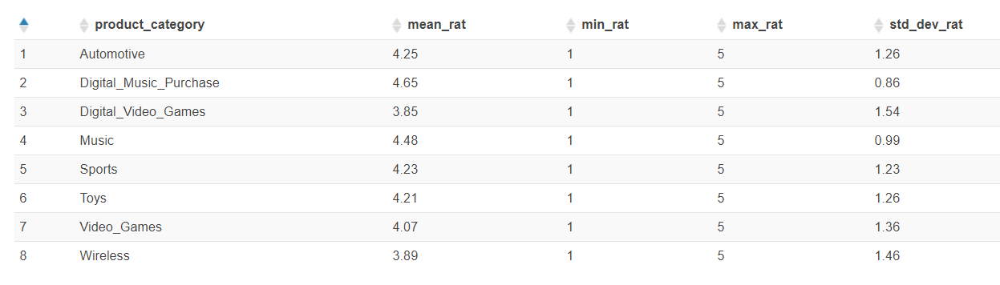 product_category mean_rat min_rat max_rat std_dev_rat
1 Automotive 4.25 1 5 1.26
2 Digital_Music_Purchase 4.65 1 5 0.86
3 Digital_Video_Games 3.85 1 5 1.54
4 Music 4.48 1 5 0.99
5 Sports 4.23 1 5 1.23
6 Toys 4.21 1 5 1.26
7 Video_Games 4.07 1 5 1.36
8 Wireless 3.89 1 5 1.46